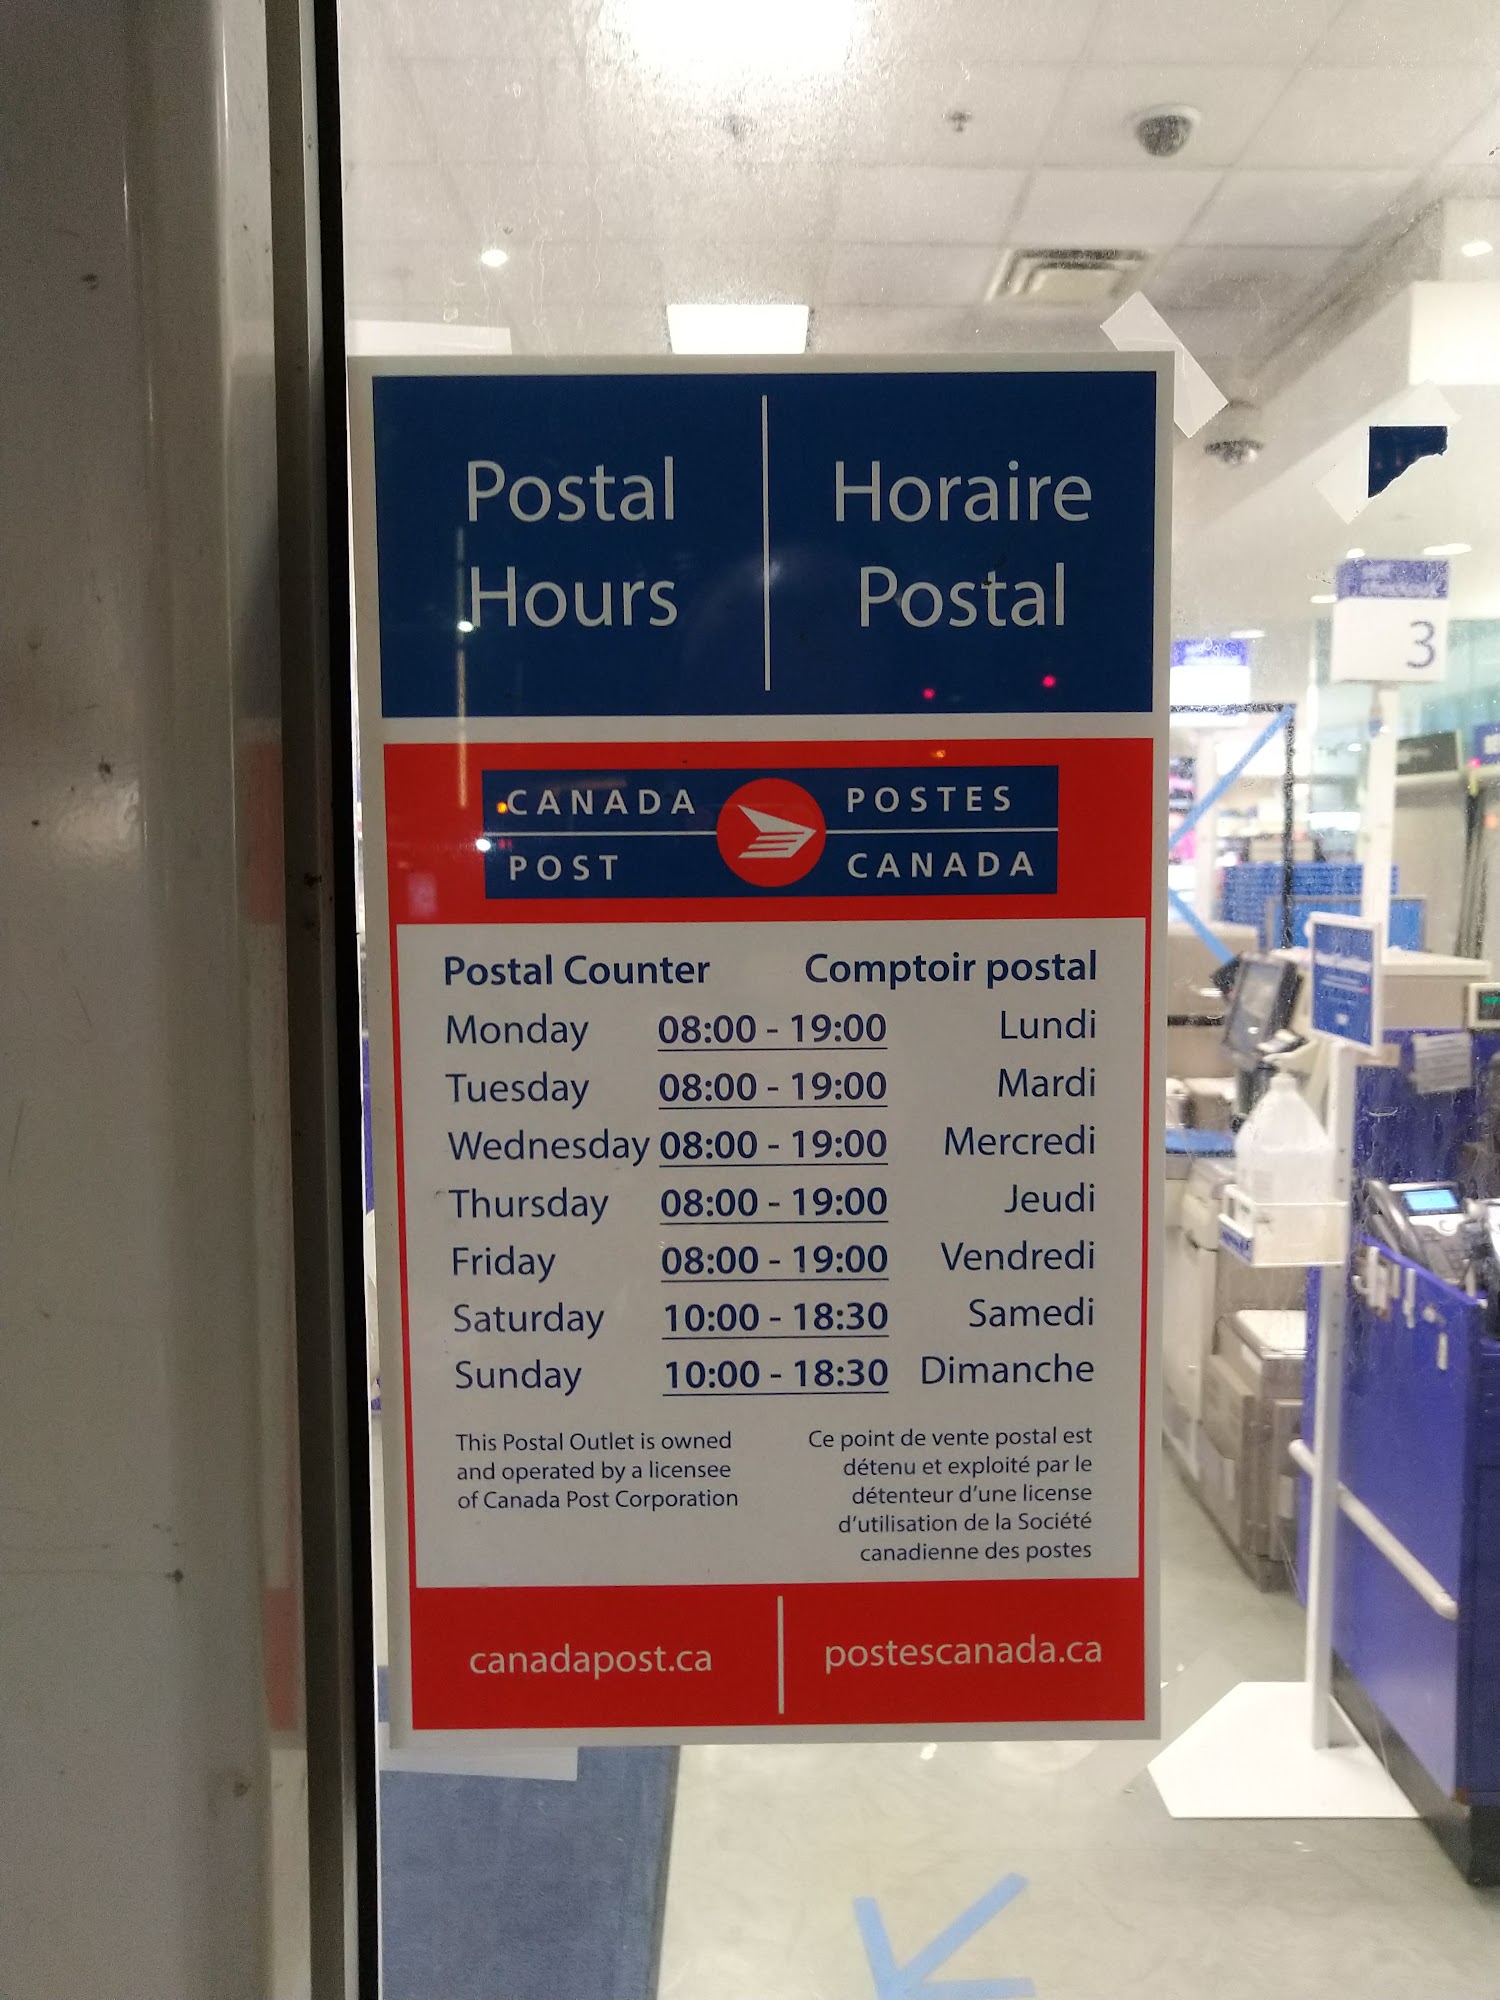 Postal
Hours
Horaire
Postal
CANADA
POST
POSTES
CANADA
Postal Counter Comptoir postal
Monday 08:00 - 19:00 Lundi
Tuesday 08:00 - 19:00 Mardi
Wednesday 08:00 - 19:00 Mercredi
Thursday 08:00 - 19:00 Jeudi
Friday 08:00 - 19:00 Vendredi
Saturday 10:00 - 18:30 Samedi
Sunday 10:00 - 18:30 Dimanche
This Postal Outlet is owned
and operated by a licensee
of Canada Post Corporation
Ce point de vente postal est
détenu et exploité par le
détenteur d'une license
d'utilisation de la Société
canadienne des postes
canadapost.ca
postescanada.ca
3